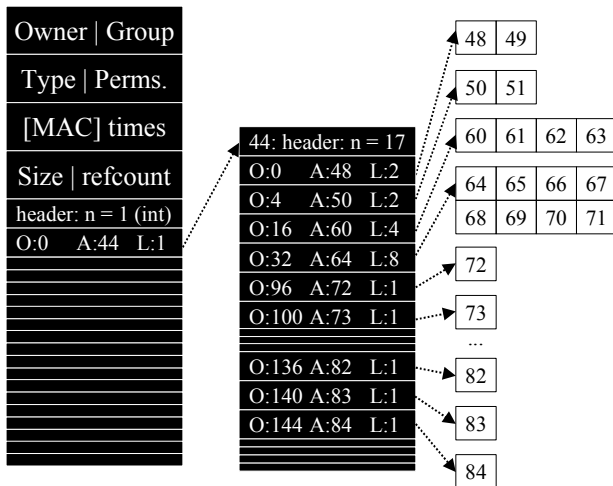 Owner | Group
Type | Perms.
[MAC] times
Size | refcount
header: n = 1 (int)
O:0 A:44 L:1
44: header: n = 17
O:0 A:48 L:2
O:4 A:50 L:2
O:16 A:60 L:4
O:32 A:64 L:8
O:96 A:72 L:1
O:100 A:73 L:1
O:136 A:82 L:1
O:140 A:83 L:1
O:144 A:84 L:1
48 49
50 51
60 61 62 63
64 65 66 67
68 69 70 71
72
73
...
82
83
84